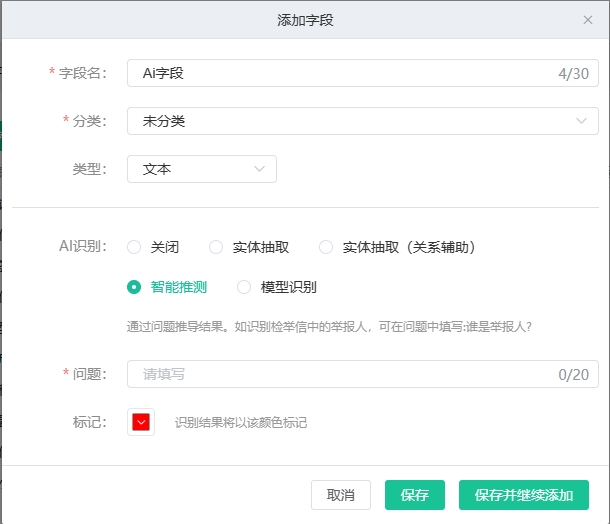 添加字段
* 字段名： Ai字段 4/30
* 分类： 未分类
类型： 文本
AI识别： 关闭 实体抽取 实体抽取（关系辅助）
智能推测 模型识别
通过问题推导结果。如识别检举信中的举报人，可在问题中填写:谁是举报人?
* 问题： 请填写 0/20
标记： 识别结果将以该颜色标记
取消 保存 保存并继续添加